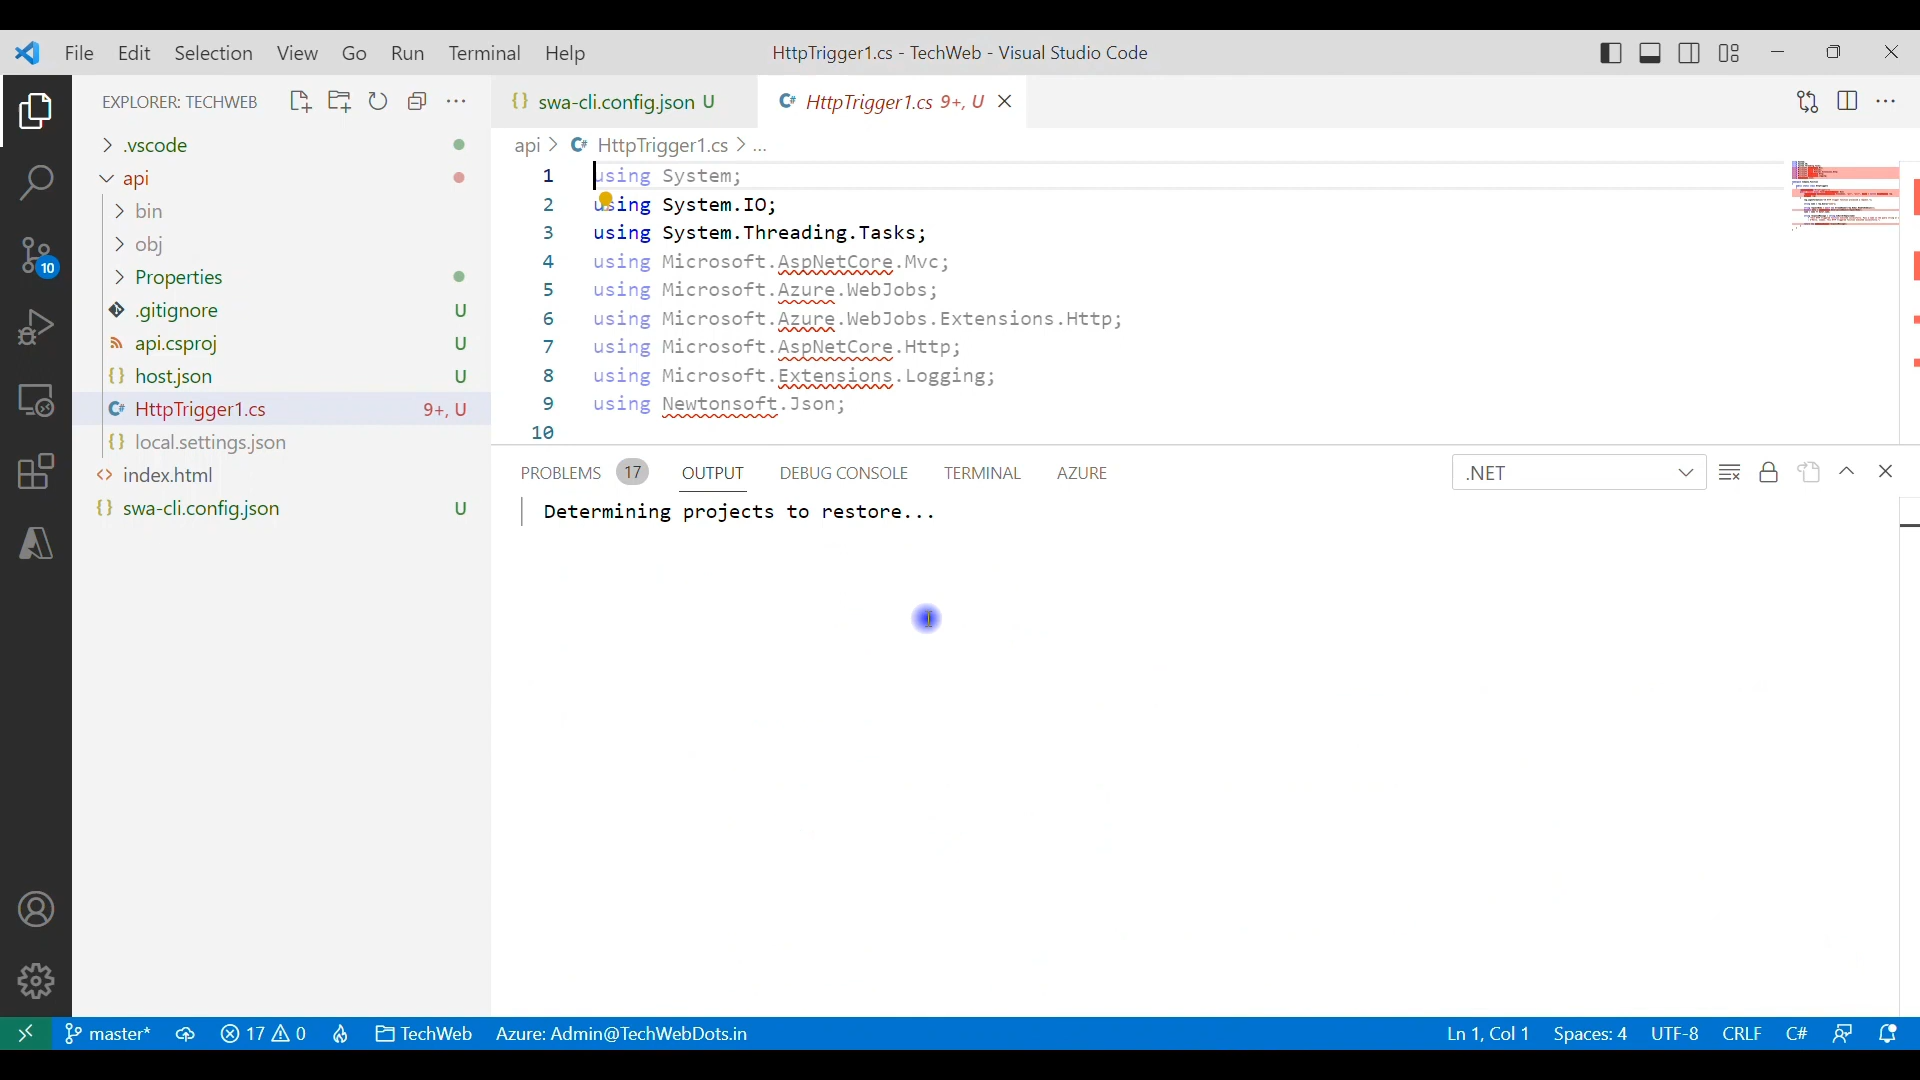 File Edit Selection View Go Run Terminal Help
HttpTrigger1.cs - TechWeb - Visual Studio Code
EXPLORER: TECHWEB
.vscode
api
bin
obj
Properties
.gitignore U
api.csproj U
host.json U
HttpTrigger1.cs 9+, U
local.settings.json
index.html
swa-cli.config.json U
10
swa-cli.config.json U
HttpTrigger1.cs 9+, U
api > HttpTrigger1.cs > ...
1 using System;
2 using System.IO;
3 using System.Threading.Tasks;
4 using Microsoft.AspNetCore.Mvc;
5 using Microsoft.Azure.WebJobs;
6 using Microsoft.Azure.WebJobs.Extensions.Http;
7 using Microsoft.AspNetCore.Http;
8 using Microsoft.Extensions.Logging;
9 using Newtonsoft.Json;
10
PROBLEMS 17 OUTPUT DEBUG CONSOLE TERMINAL AZURE
.NET
Determining projects to restore...
master* 17 0 TechWeb Azure: Admin@TechWebDots.in
Ln 1, Col 1 Spaces: 4 UTF-8 CRLF C#